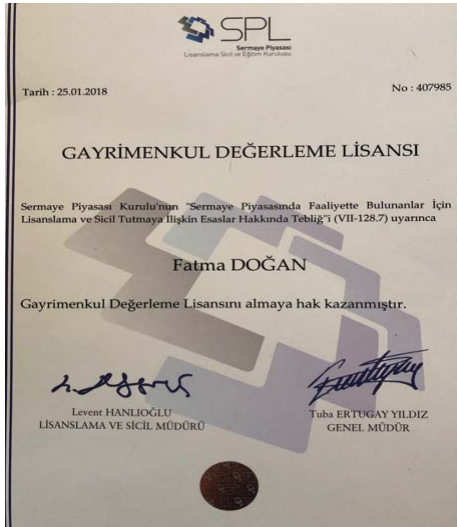 SPL
Sermaye Piyasası
Lisanslama Sicil ve Eğitim Kuruluşu
Tarih : 25.01.2018
No : 407985
GAYRİMENKUL DEĞERLEME LİSANSI
Sermaye Piyasası Kurulu'nun "Sermaye Piyasasında Faaliyette Bulunanlar İçin
Lisanslama ve Sicil Tutmaya İlişkin Esaslar Hakkında Tebliğ"i (VII-128.7) uyarınca
Fatma DOĞAN
Gayrimenkul Değerleme Lisansını almaya hak kazanmıştır.
Levent HANLIOĞLU
LİSANSLAMA VE SİCİL MÜDÜRÜ
Tuba ERTUGAY YILDIZ
GENEL MÜDÜR